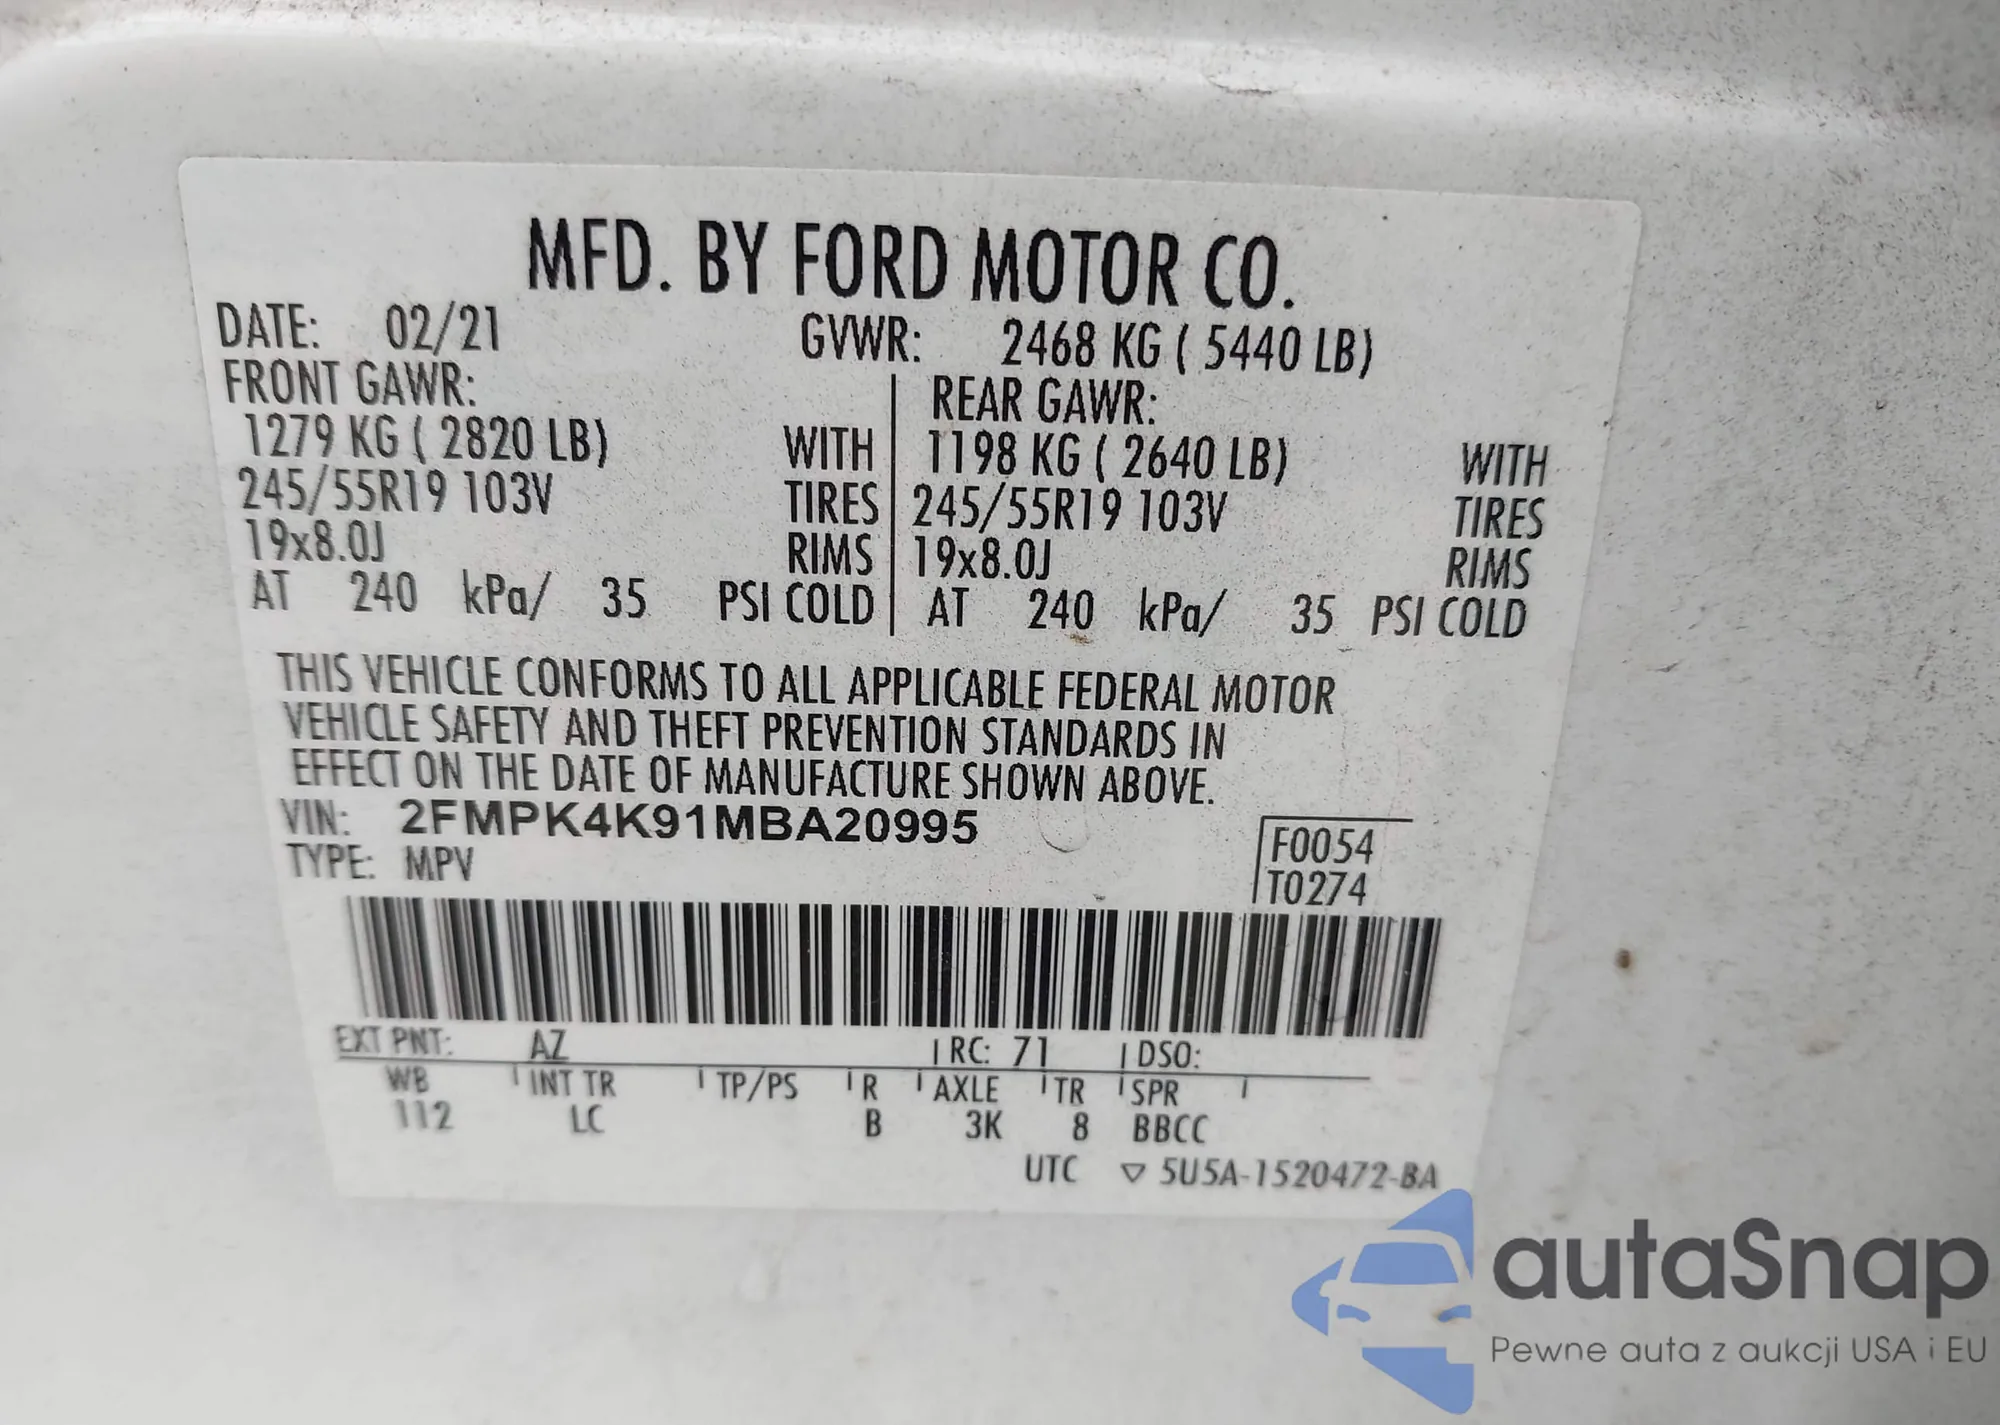 MFD. BY FORD MOTOR CO.
DATE: 02/21 GVWR: 2468 KG ( 5440 LB)
FRONT GAWR: REAR GAWR:
1279 KG ( 2820 LB) WITH 1198 KG ( 2640 LB) WITH
245/55R19 103V TIRES 245/55R19 103V TIRES
19x8.0J RIMS 19x8.0J RIMS
AT 240 kPa/ 35 PSI COLD AT 240 kPa/ 35 PSI COLD
THIS VEHICLE CONFORMS TO ALL APPLICABLE FEDERAL MOTOR
VEHICLE SAFETY AND THEFT PREVENTION STANDARDS IN
EFFECT ON THE DATE OF MANUFACTURE SHOWN ABOVE.
VIN: 2FMPK4K91MBA20995
TYPE: MPV
F0054
T0274
EXT PNT: AZ RC: 71 DSO:
WB INT TR TP/PS R AXLE TR SPR
112 LC B 3K 8 BBCC
UTC ▽ 5U5A-1520472-BA
autaSnap
Pewne auta z aukcji USA i EU